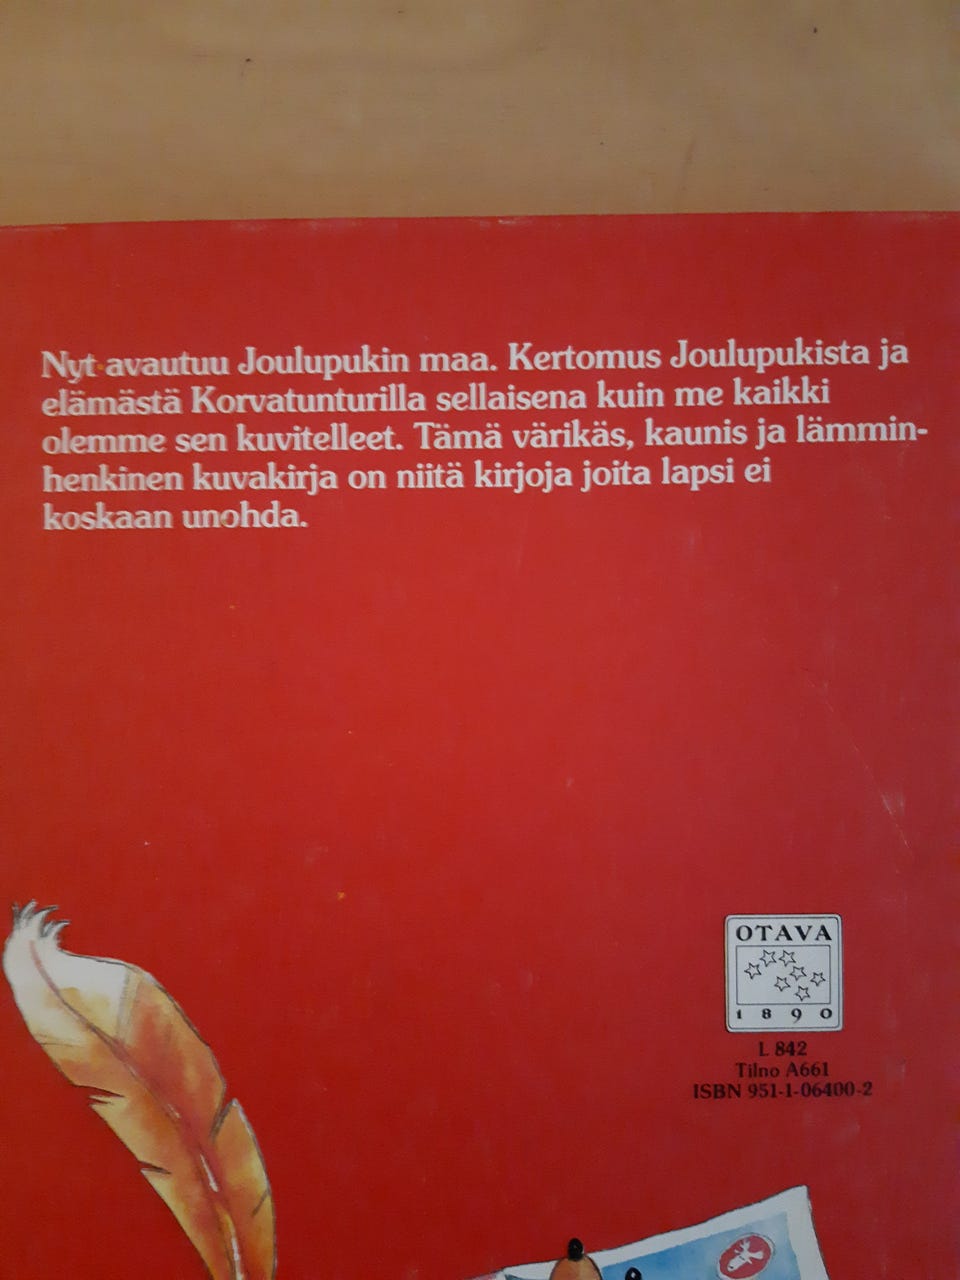 Nyt avautuu Joulupukin maa. Kertomus Joulupukista ja
elämästä Korvatunturilla sellaisena kuin me kaikki
olemme sen kuvitelleet. Tämä värikäs, kaunis ja lämmin-
henkinen kuvakirja on niitä kirjoja joita lapsi ei
koskaan unohda.
OTAVA
1890
L 842
Tilno A661
ISBN 951-1-06400-2